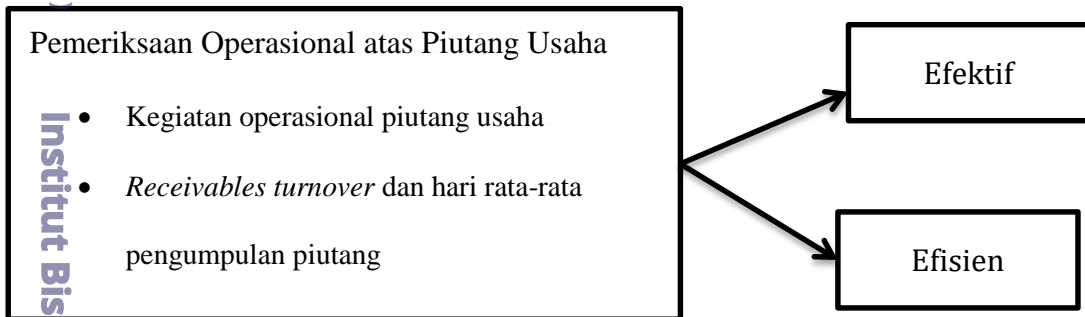 Pemeriksaan Operasional atas Piutang Usaha
Efektif
• Kegiatan operasional piutang usaha
• Receivables turnover dan hari rata-rata
pengumpulan piutang
Efisien
Institut Bis